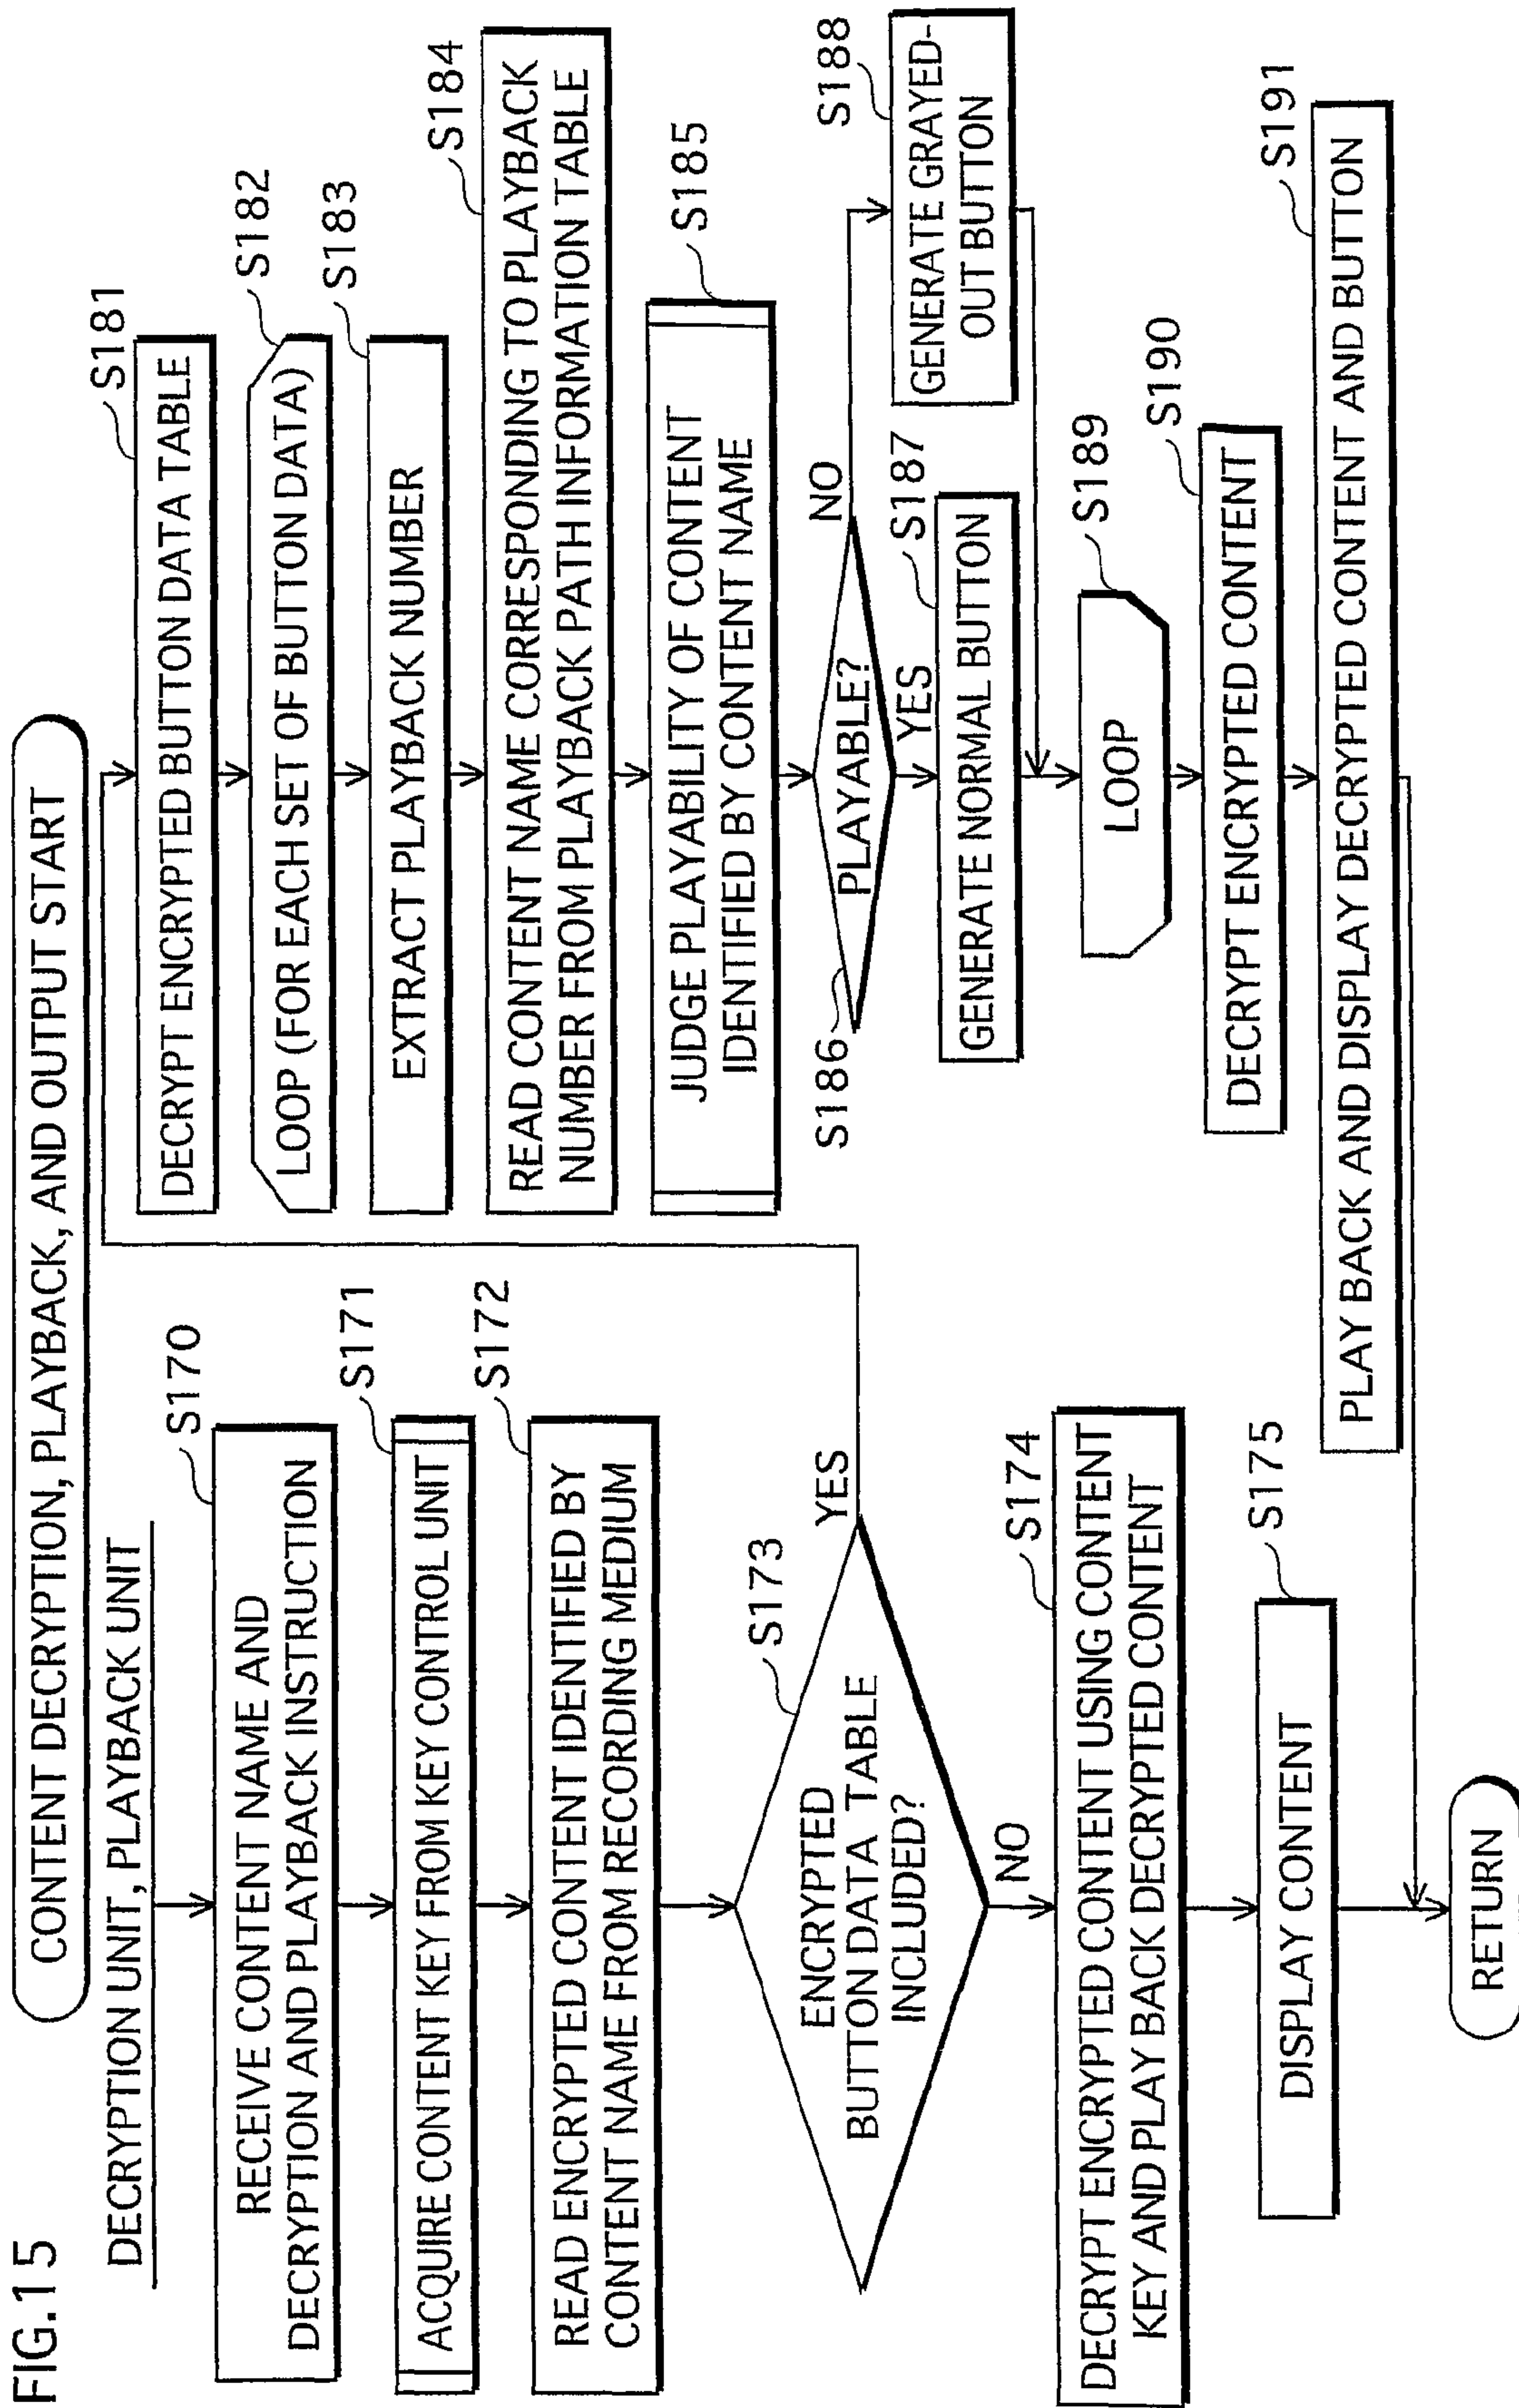 FIG.15
CONTENT DECRYPTION, PLAYBACK, AND OUTPUT START
DECRYPTION UNIT, PLAYBACK UNIT
S170
RECEIVE CONTENT NAME AND
DECRYPTION AND PLAYBACK INSTRUCTION
S171
ACQUIRE CONTENT KEY FROM KEY CONTROL UNIT
S172
READ ENCRYPTED CONTENT IDENTIFIED BY
CONTENT NAME FROM RECORDING MEDIUM
S173
ENCRYPTED
BUTTON DATA TABLE
INCLUDED?
YES
NO
S174
DECRYPT ENCRYPTED CONTENT USING CONTENT
KEY AND PLAY BACK DECRYPTED CONTENT
S175
DISPLAY CONTENT
RETURN
S181
DECRYPT ENCRYPTED BUTTON DATA TABLE
S182
LOOP (FOR EACH SET OF BUTTON DATA)
S183
EXTRACT PLAYBACK NUMBER
S184
READ CONTENT NAME CORRESPONDING TO PLAYBACK
NUMBER FROM PLAYBACK PATH INFORMATION TABLE
S185
JUDGE PLAYABILITY OF CONTENT
IDENTIFIED BY CONTENT NAME
S186
PLAYABLE?
NO
YES
S187
GENERATE NORMAL BUTTON
S188
GENERATE GRAYED-
OUT BUTTON
S189
LOOP
S190
DECRYPT ENCRYPTED CONTENT
S191
PLAY BACK AND DISPLAY DECRYPTED CONTENT AND BUTTON